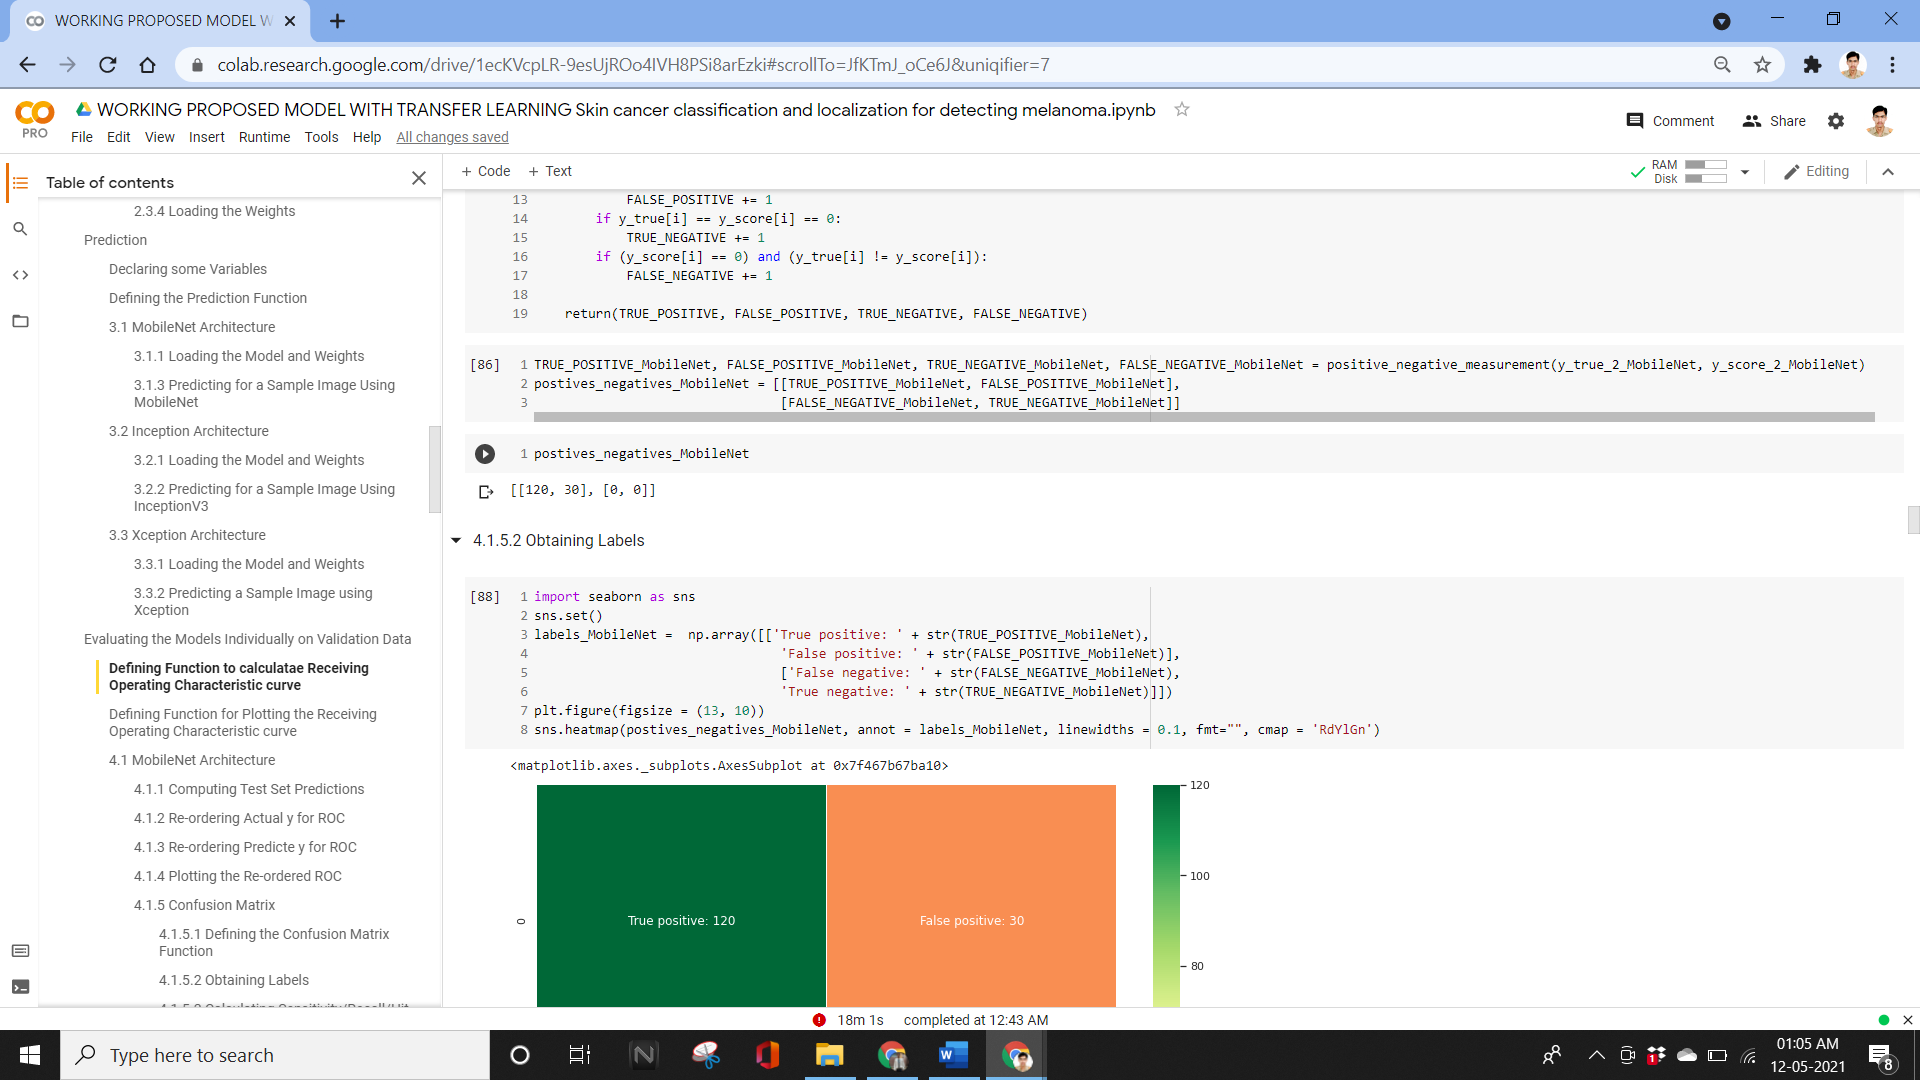 WORKING PROPOSED MODEL W
colab.research.google.com/drive/1ecKVcpLR-9esUjROo4IVH8PSi8arEzki#scrollTo=JfKTmJ_oCe6J&uniqifier=7
WORKING PROPOSED MODEL WITH TRANSFER LEARNING Skin cancer classification and localization for detecting melanoma.ipynb
PRO
File Edit View Insert Runtime Tools Help All changes saved
Comment Share
Table of contents
+ Code + Text
RAM
Disk
Editing
2.3.4 Loading the Weights
Prediction
Declaring some Variables
Defining the Prediction Function
3.1 MobileNet Architecture
3.1.1 Loading the Model and Weights
3.1.3 Predicting for a Sample Image Using
MobileNet
3.2 Inception Architecture
3.2.1 Loading the Model and Weights
3.2.2 Predicting for a Sample Image Using
InceptionV3
3.3 Xception Architecture
3.3.1 Loading the Model and Weights
3.3.2 Predicting a Sample Image using
Xception
Evaluating the Models Individually on Validation Data
Defining Function to calculatae Receiving
Operating Characteristic curve
Defining Function for Plotting the Receiving
Operating Characteristic curve
4.1 MobileNet Architecture
4.1.1 Computing Test Set Predictions
4.1.2 Re-ordering Actual y for ROC
4.1.3 Re-ordering Predicte y for ROC
4.1.4 Plotting the Re-ordered ROC
4.1.5 Confusion Matrix
4.1.5.1 Defining the Confusion Matrix
Function
4.1.5.2 Obtaining Labels
13 FALSE_POSITIVE += 1
14 if y_true[i] == y_score[i] == 0:
15 TRUE_NEGATIVE += 1
16 if (y_score[i] == 0) and (y_true[i] != y_score[i]):
17 FALSE_NEGATIVE += 1
18
19 return(TRUE_POSITIVE, FALSE_POSITIVE, TRUE_NEGATIVE, FALSE_NEGATIVE)
[86] 1 TRUE_POSITIVE_MobileNet, FALSE_POSITIVE_MobileNet, TRUE_NEGATIVE_MobileNet, FALSE_NEGATIVE_MobileNet = positive_negative_measurement(y_true_2_MobileNet, y_score_2_MobileNet)
2 postives_negatives_MobileNet = [[TRUE_POSITIVE_MobileNet, FALSE_POSITIVE_MobileNet],
3 [FALSE_NEGATIVE_MobileNet, TRUE_NEGATIVE_MobileNet]]
1 postives_negatives_MobileNet
[[120, 30], [0, 0]]
4.1.5.2 Obtaining Labels
[88] 1 import seaborn as sns
2 sns.set()
3 labels_MobileNet = np.array([['True positive: ' + str(TRUE_POSITIVE_MobileNet),
4 'False positive: ' + str(FALSE_POSITIVE_MobileNet)],
5 ['False negative: ' + str(FALSE_NEGATIVE_MobileNet),
6 'True negative: ' + str(TRUE_NEGATIVE_MobileNet)]])
7 plt.figure(figsize = (13, 10))
8 sns.heatmap(postives_negatives_MobileNet, annot = labels_MobileNet, linewidths = 0.1, fmt="", cmap = 'RdYlGn')
<matplotlib.axes._subplots.AxesSubplot at 0x7f467b67ba10>
0
True positive: 120
False positive: 30
120
100
80
18m 1s completed at 12:43 AM
Type here to search
01:05 AM
12-05-2021
8